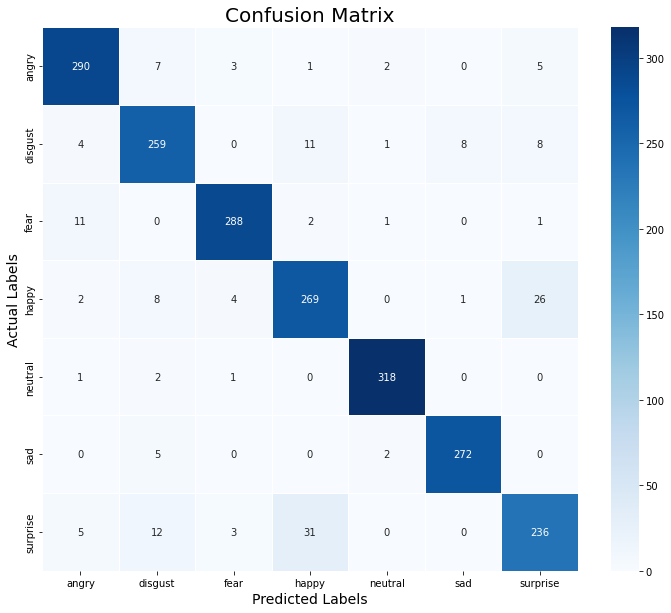 Confusion Matrix
Actual Labels
angry 290 7 3 1 2 0 5
disgust 4 259 0 11 1 8 8
fear 11 0 288 2 1 0 1
happy 2 8 4 269 0 1 26
neutral 1 2 1 0 318 0 0
sad 0 5 0 0 2 272 0
surprise 5 12 3 31 0 0 236
angry disgust fear happy neutral sad surprise
Predicted Labels
300
250
200
150
100
50
0